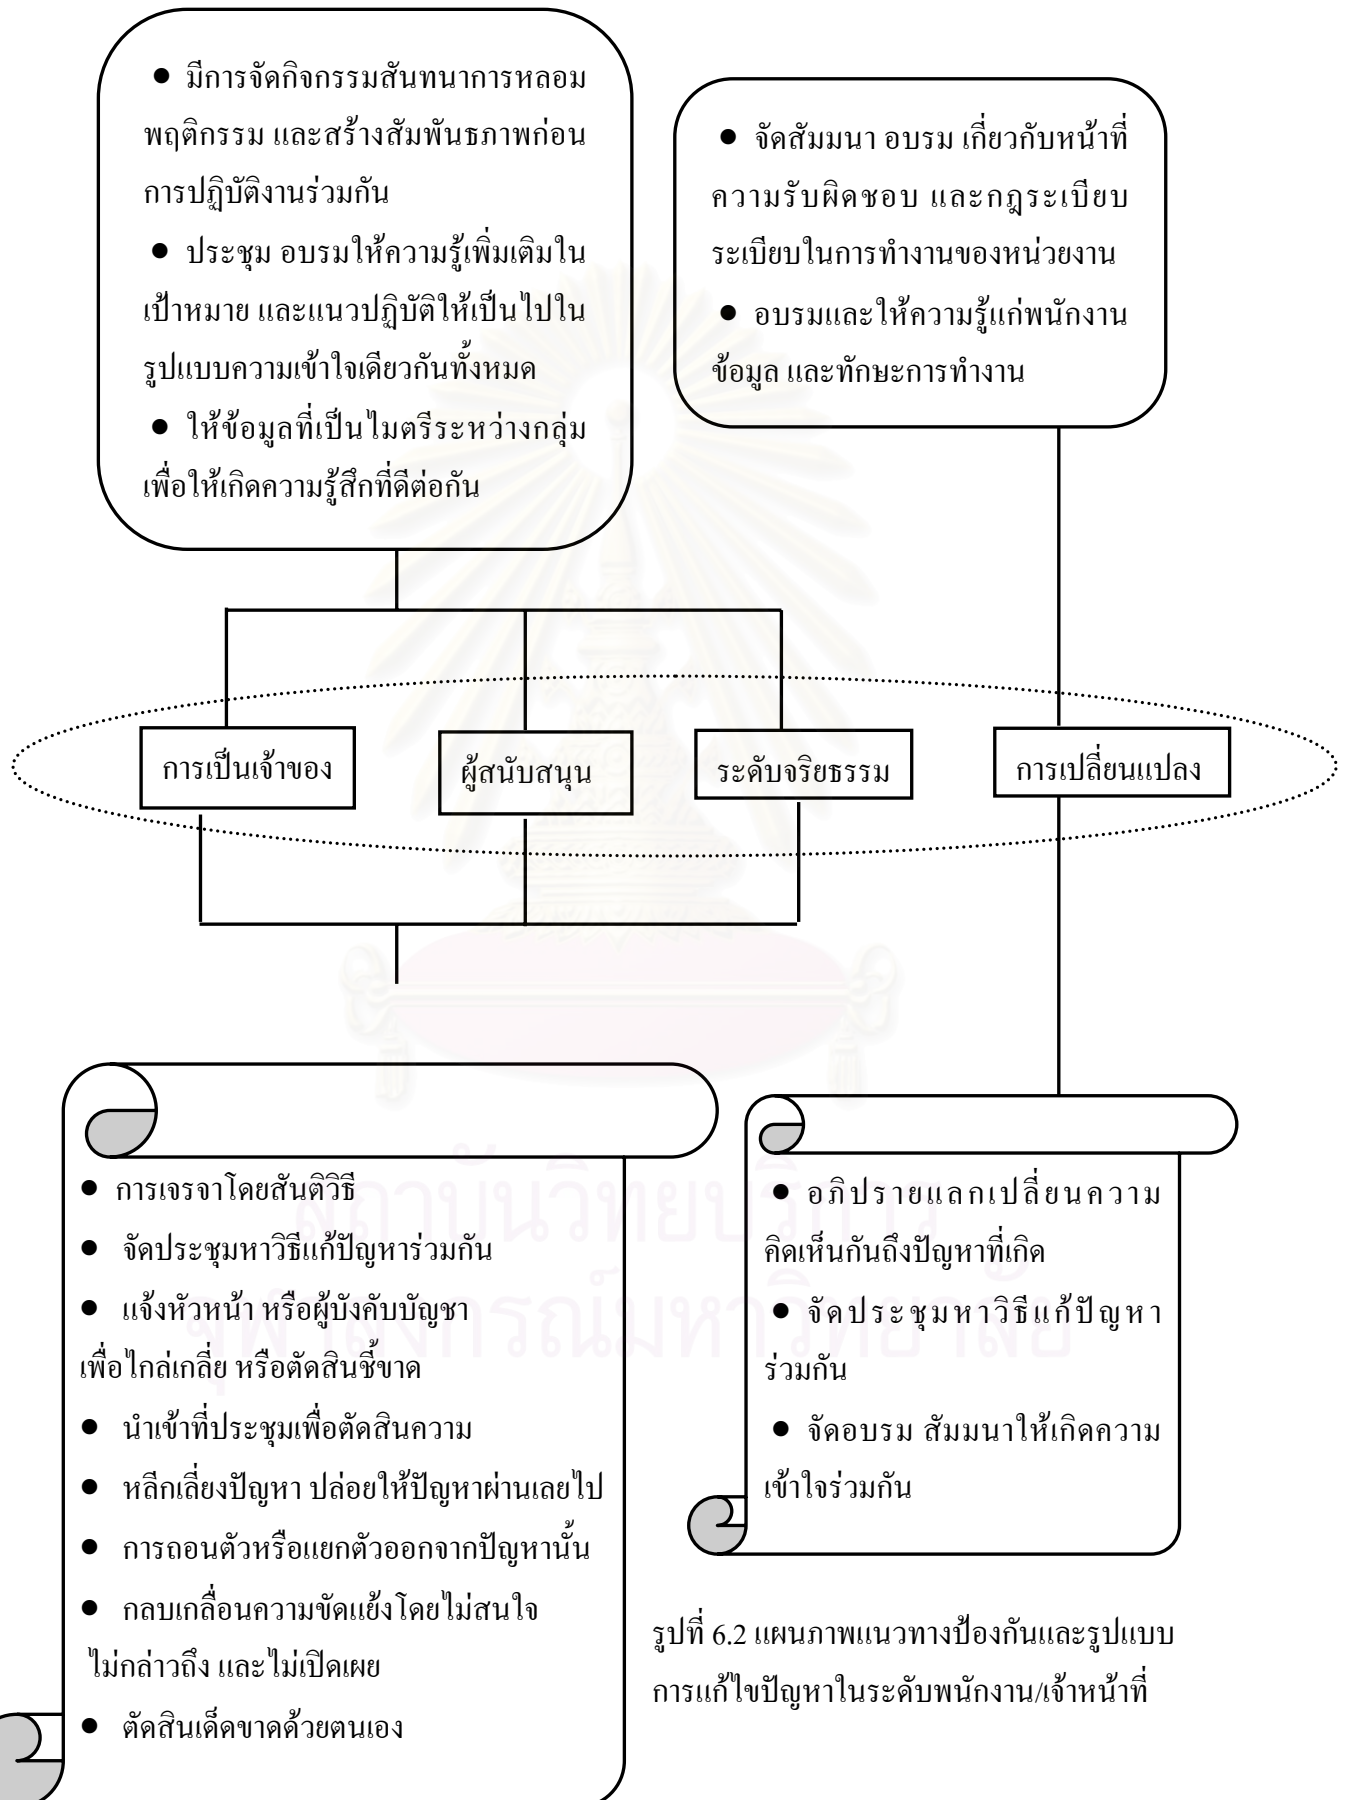 ● มีการจัดกิจกรรมสันทนาการหลอม
พฤติกรรม และสร้างสัมพันธภาพก่อน
การปฏิบัติงานร่วมกัน
● ประชุม อบรมให้ความรู้เพิ่มเติมใน
เป้าหมาย และแนวปฏิบัติให้เป็นไปใน
รูปแบบความเข้าใจเดียวกันทั้งหมด
● ให้ข้อมูลที่เป็นไมตรีระหว่างกลุ่ม
เพื่อให้เกิดความรู้สึกที่ดีต่อกัน
● จัดสัมมนา อบรม เกี่ยวกับหน้าที่
ความรับผิดชอบ และกฎระเบียบ
ระเบียบในการทำงานของหน่วยงาน
● อบรมและให้ความรู้แก่พนักงาน
ข้อมูล และทักษะการทำงาน
การเป็นเจ้าของ
ผู้สนับสนุน
ระดับจริยธรรม
การเปลี่ยนแปลง
● การเจรจาโดยสันติวิธี
● จัดประชุมหาวิธีแก้ปัญหาร่วมกัน
● แจ้งหัวหน้า หรือผู้บังคับบัญชา
เพื่อไกล่เกลี่ย หรือตัดสินชี้ขาด
● นำเข้าที่ประชุมเพื่อตัดสินความ
● หลีกเลี่ยงปัญหา ปล่อยให้ปัญหาผ่านเลยไป
● การถอนตัวหรือแยกตัวออกจากปัญหานั้น
● กลบเกลื่อนความขัดแย้งโดยไม่สนใจ
ไม่กล่าวถึง และไม่เปิดเผย
● ตัดสินเด็ดขาดด้วยตนเอง
● อภิปรายแลกเปลี่ยนความ
คิดเห็นกันถึงปัญหาที่เกิด
● จัดประชุมหาวิธีแก้ปัญหา
ร่วมกัน
● จัดอบรม สัมมนาให้เกิดความ
เข้าใจร่วมกัน
รูปที่ 6.2 แผนภาพแนวทางป้องกันและรูปแบบ
การแก้ไขปัญหาในระดับพนักงาน/เจ้าหน้าที่
สถาบันวิทยบริการ
จุฬาลงกรณ์มหาวิทยาลัย